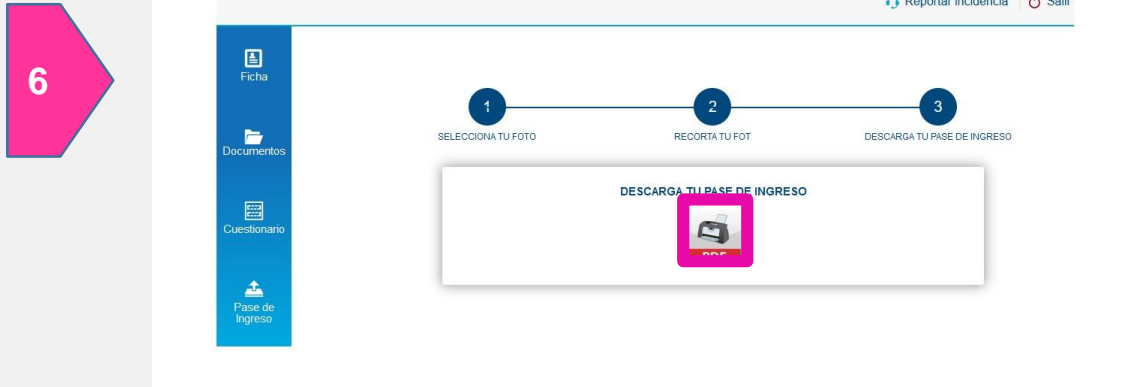 6
Reportar Incidencia
Salir
Ficha
Documentos
Cuestionario
Pase de
Ingreso
1
2
3
SELECCIONA TU FOTO
RECORTA TU FOT
DESCARGA TU PASE DE INGRESO
DESCARGA TU PASE DE INGRESO
PDF